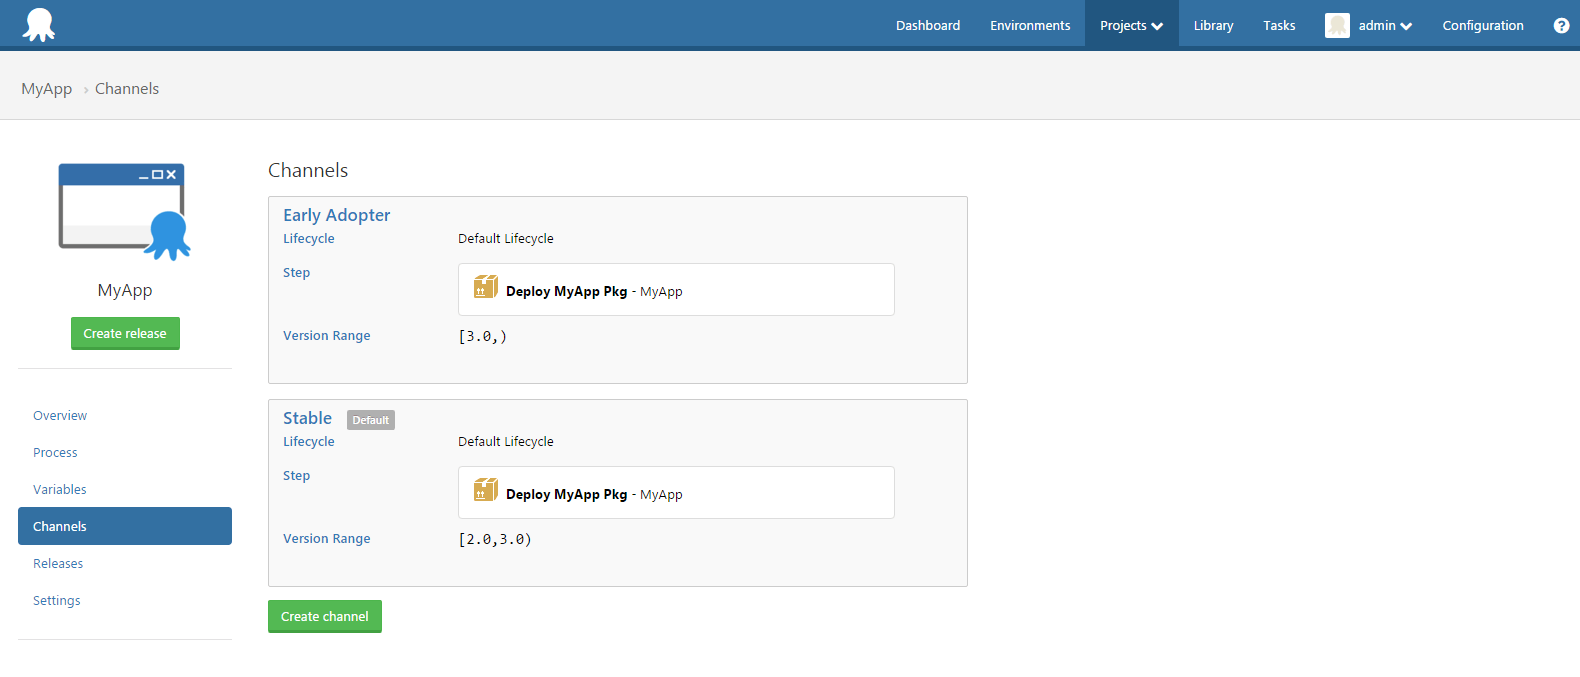 Dashboard Environments Projects Library Tasks admin Configuration ?
MyApp › Channels
MyApp
Create release
Overview
Process
Variables
Channels
Releases
Settings
Channels
Early Adopter
Lifecycle Default Lifecycle
Step Deploy MyApp Pkg - MyApp
Version Range [3.0,)
Stable Default
Lifecycle Default Lifecycle
Step Deploy MyApp Pkg - MyApp
Version Range [2.0,3.0)
Create channel